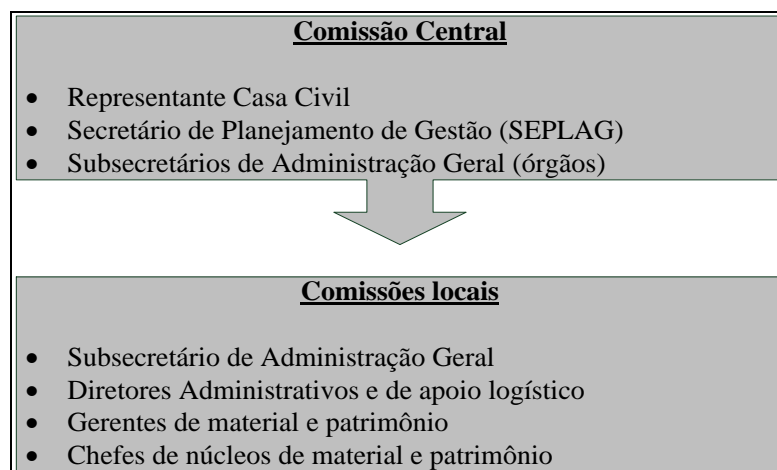 Comissão Central
• Representante Casa Civil
• Secretário de Planejamento de Gestão (SEPLAG)
• Subsecretários de Administração Geral (órgãos)
Comissões locais
• Subsecretário de Administração Geral
• Diretores Administrativos e de apoio logístico
• Gerentes de material e patrimônio
• Chefes de núcleos de material e patrimônio